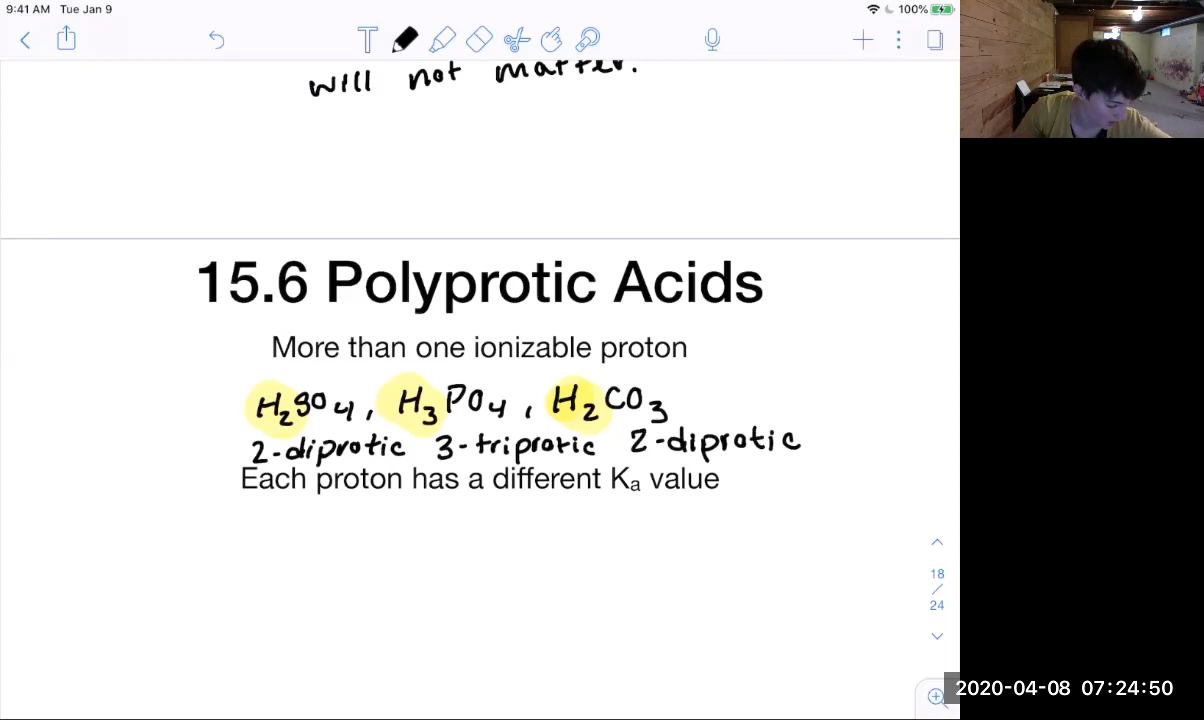 9:41 AM Tue Jan 9
100%
will not matter.
15.6 Polyprotic Acids
More than one ionizable proton
H₂SO₄, H₃PO₄, H₂CO₃
2-diprotic 3-triprotic 2-diprotic
Each proton has a different Kₐ value
18
24
2020-04-08 07:24:50